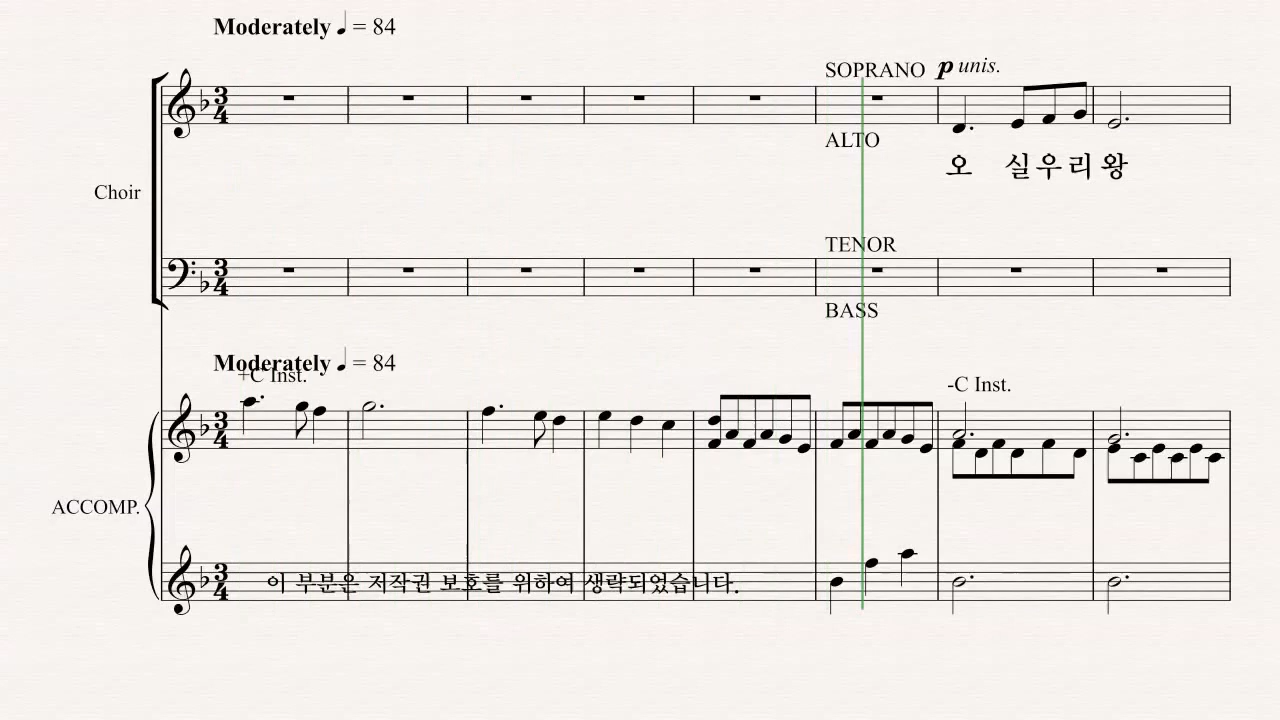 Moderately ♩ = 84
SOPRANO p unis.
ALTO
오 실우리왕
Choir
TENOR
BASS
Moderately ♩ = 84
+C Inst.
-C Inst.
ACCOMP.
이 부분은 저작권 보호를 위하여 생략되었습니다.